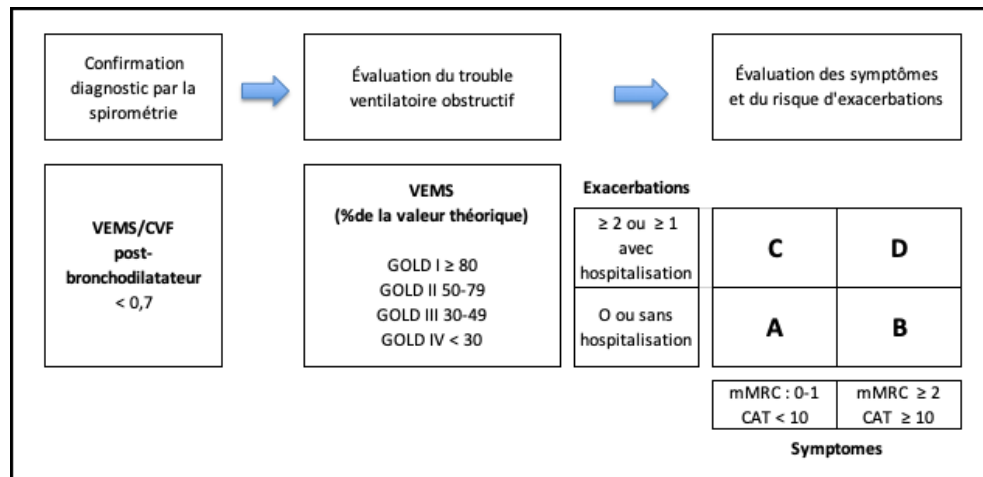 Confirmation
diagnostic par la
spirométrie
Évaluation du trouble
ventilatoire obstructif
Évaluation des symptômes
et du risque d'exacerbations
VEMS/CVF
post-
bronchodilatateur
< 0,7
VEMS
(%de la valeur théorique)
GOLD I ≥ 80
GOLD II 50-79
GOLD III 30-49
GOLD IV < 30
Exacerbations
≥ 2 ou ≥ 1
avec
hospitalisation
C
D
O ou sans
hospitalisation
A
B
mMRC : 0-1
CAT < 10
mMRC ≥ 2
CAT ≥ 10
Symptomes